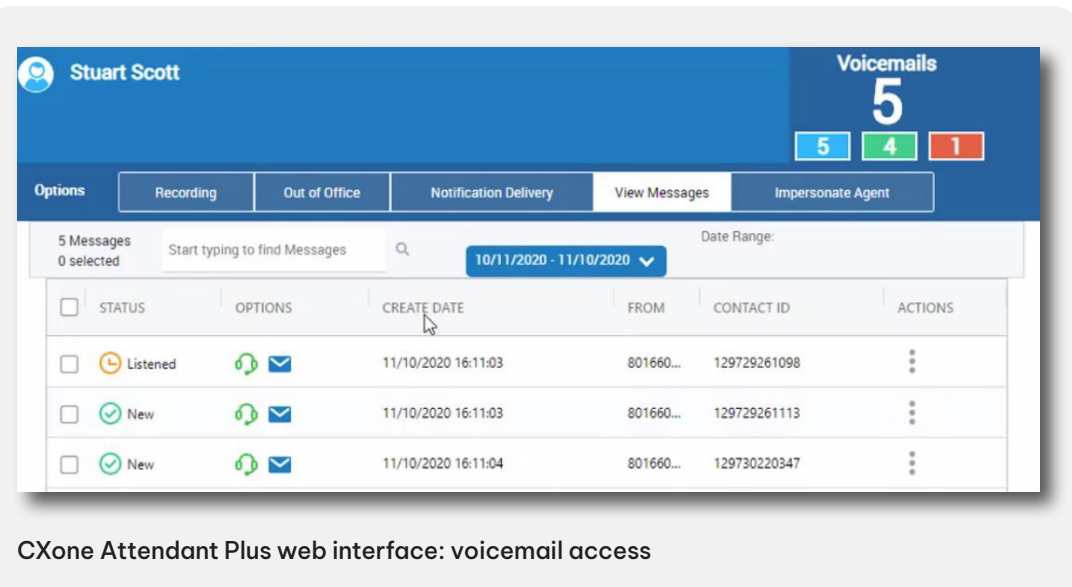 Stuart Scott
Voicemails
5
5 4 1
Options Recording Out of Office Notification Delivery View Messages Impersonate Agent
5 Messages
0 selected
Start typing to find Messages
10/11/2020 - 11/10/2020
Date Range:
STATUS OPTIONS CREATE DATE FROM CONTACT ID ACTIONS
Listened 11/10/2020 16:11:03 801660... 129729261098
New 11/10/2020 16:11:03 801660... 129729261113
New 11/10/2020 16:11:04 801660... 129730220347
CXone Attendant Plus web interface: voicemail access